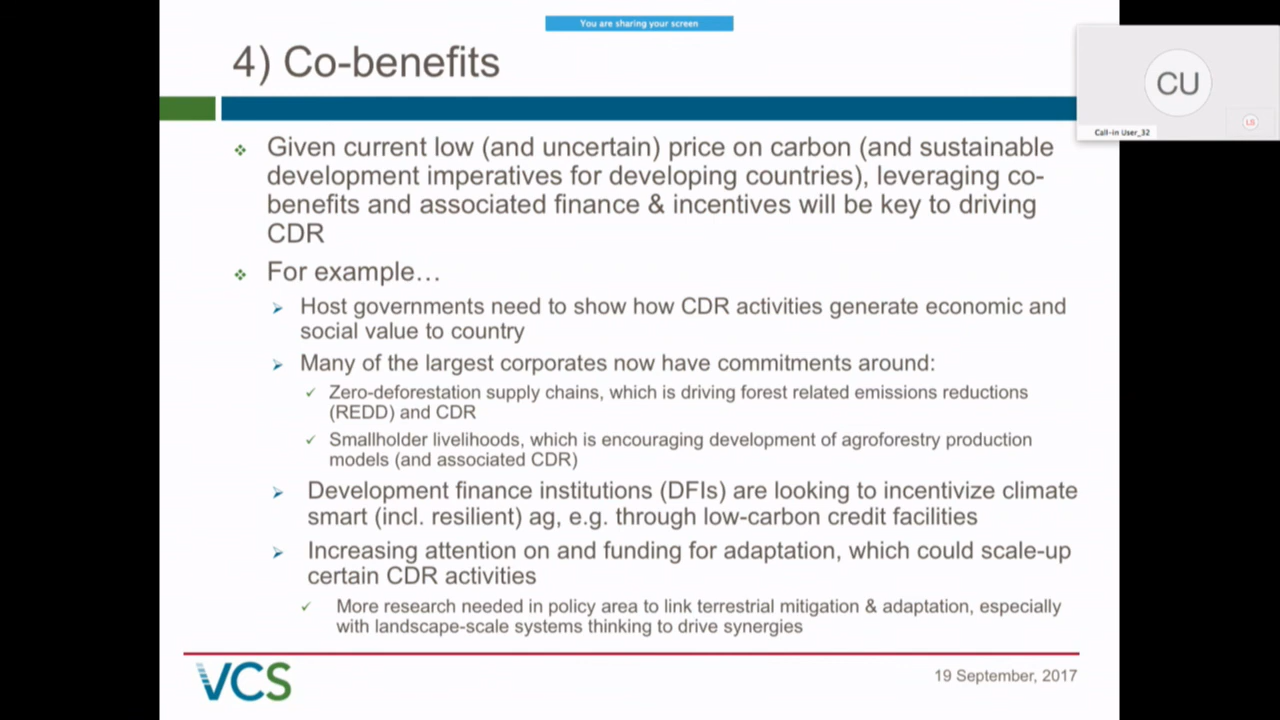 You are sharing your screen
4) Co-benefits
CU
Call-in User_32
LS
Given current low (and uncertain) price on carbon (and sustainable
development imperatives for developing countries), leveraging co-
benefits and associated finance & incentives will be key to driving
CDR
For example…
Host governments need to show how CDR activities generate economic and
social value to country
Many of the largest corporates now have commitments around:
Zero-deforestation supply chains, which is driving forest related emissions reductions
(REDD) and CDR
Smallholder livelihoods, which is encouraging development of agroforestry production
models (and associated CDR)
Development finance institutions (DFIs) are looking to incentivize climate
smart (incl. resilient) ag, e.g. through low-carbon credit facilities
Increasing attention on and funding for adaptation, which could scale-up
certain CDR activities
More research needed in policy area to link terrestrial mitigation & adaptation, especially
with landscape-scale systems thinking to drive synergies
VCS
19 September, 2017